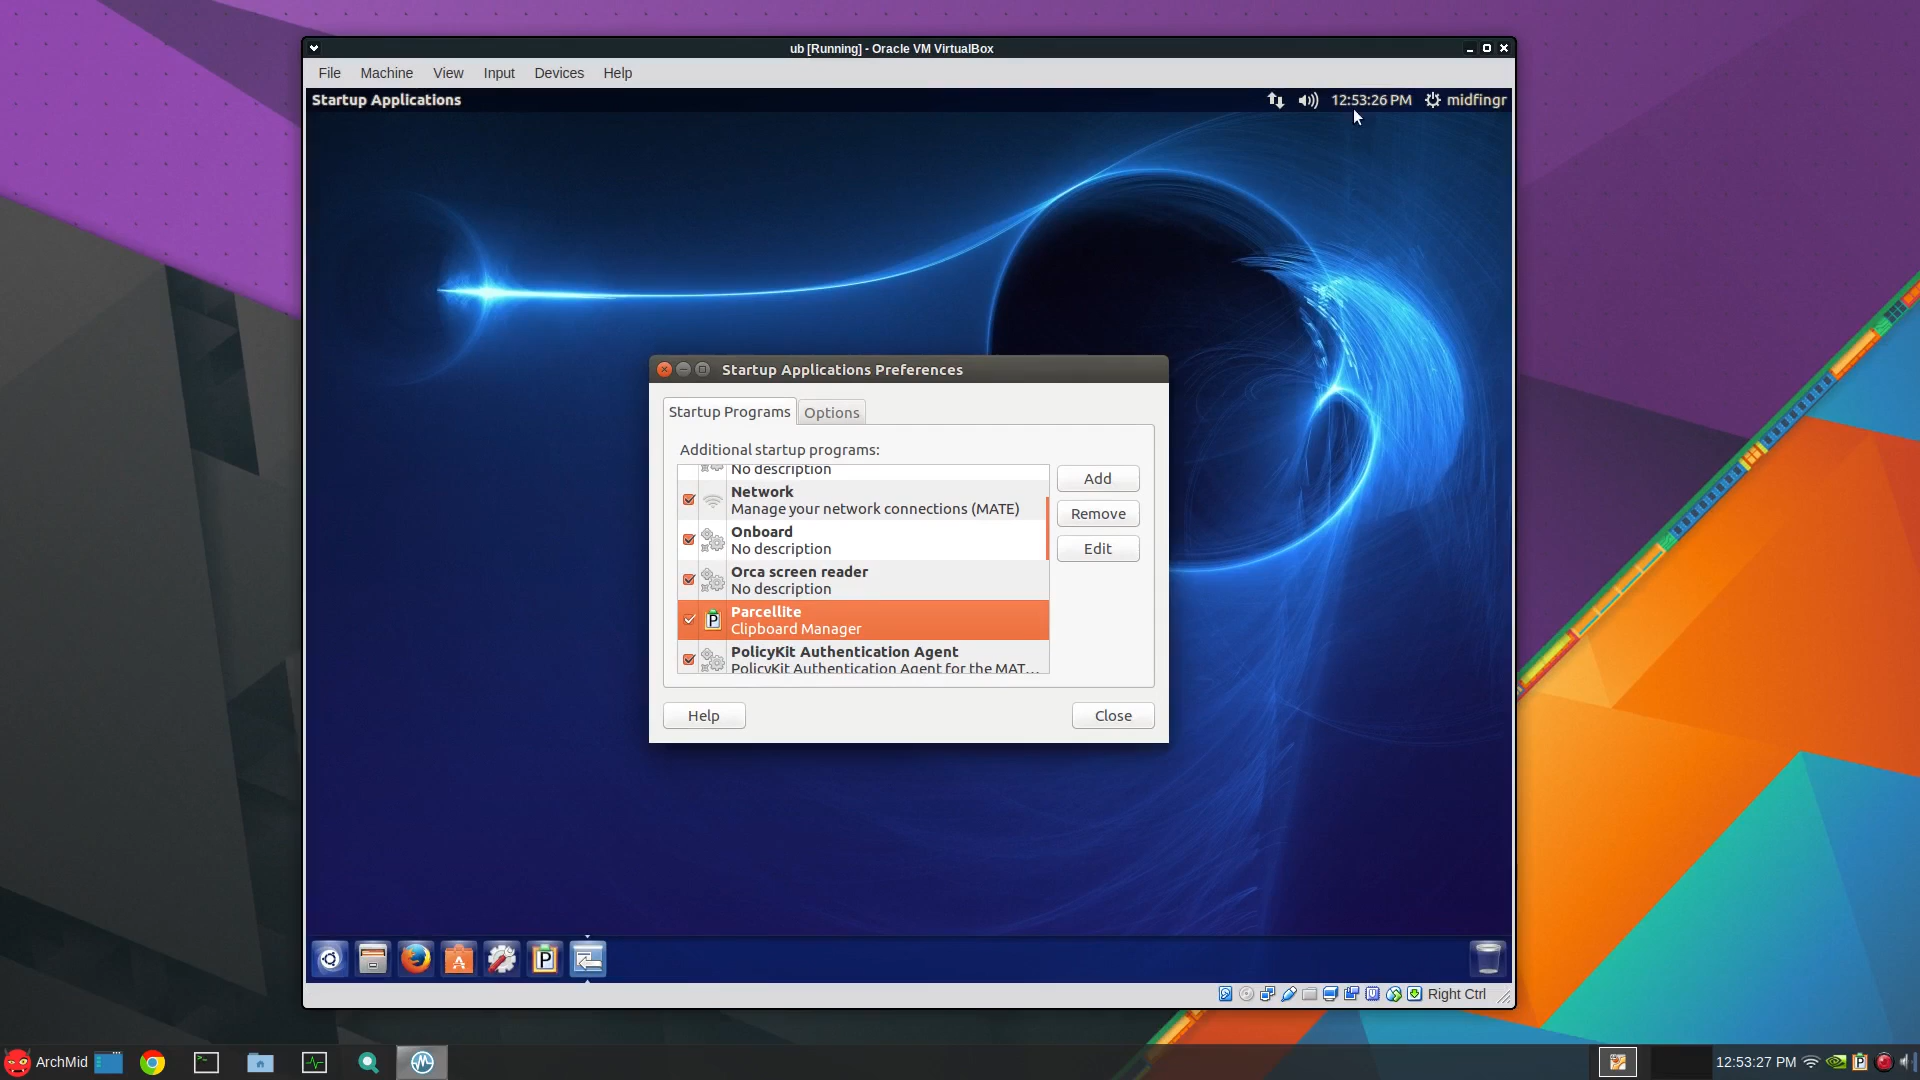 ub [Running] - Oracle VM VirtualBox
File Machine View Input Devices Help
Startup Applications
12:53:26 PM midfingr
Startup Applications Preferences
Startup Programs Options
Additional startup programs:
No description
Network
Manage your network connections (MATE)
Onboard
No description
Orca screen reader
No description
Parcellite
Clipboard Manager
PolicyKit Authentication Agent
PolicyKit Authentication Agent for the MAT...
Add
Remove
Edit
Help
Close
Right Ctrl
ArchMid
12:53:27 PM